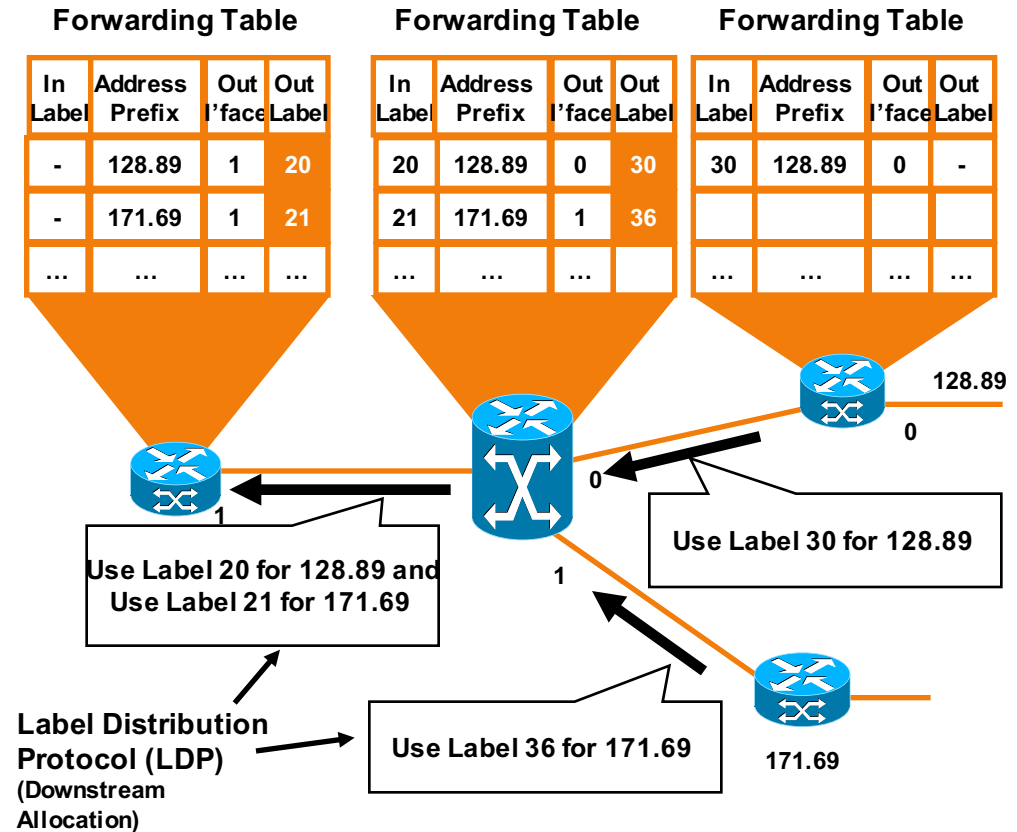 Forwarding Table
In Label Address Prefix Out I'face Out Label
- 128.89 1 20
- 171.69 1 21
... ... ... ...
Forwarding Table
In Label Address Prefix Out I'face Out Label
20 128.89 0 30
21 171.69 1 36
... ... ...
Forwarding Table
In Label Address Prefix Out I'face Out Label
30 128.89 0 -
... ... ... ...
128.89
0
0
1
1
Use Label 30 for 128.89
Use Label 20 for 128.89 and
Use Label 21 for 171.69
Use Label 36 for 171.69
171.69
Label Distribution
Protocol (LDP)
(Downstream
Allocation)